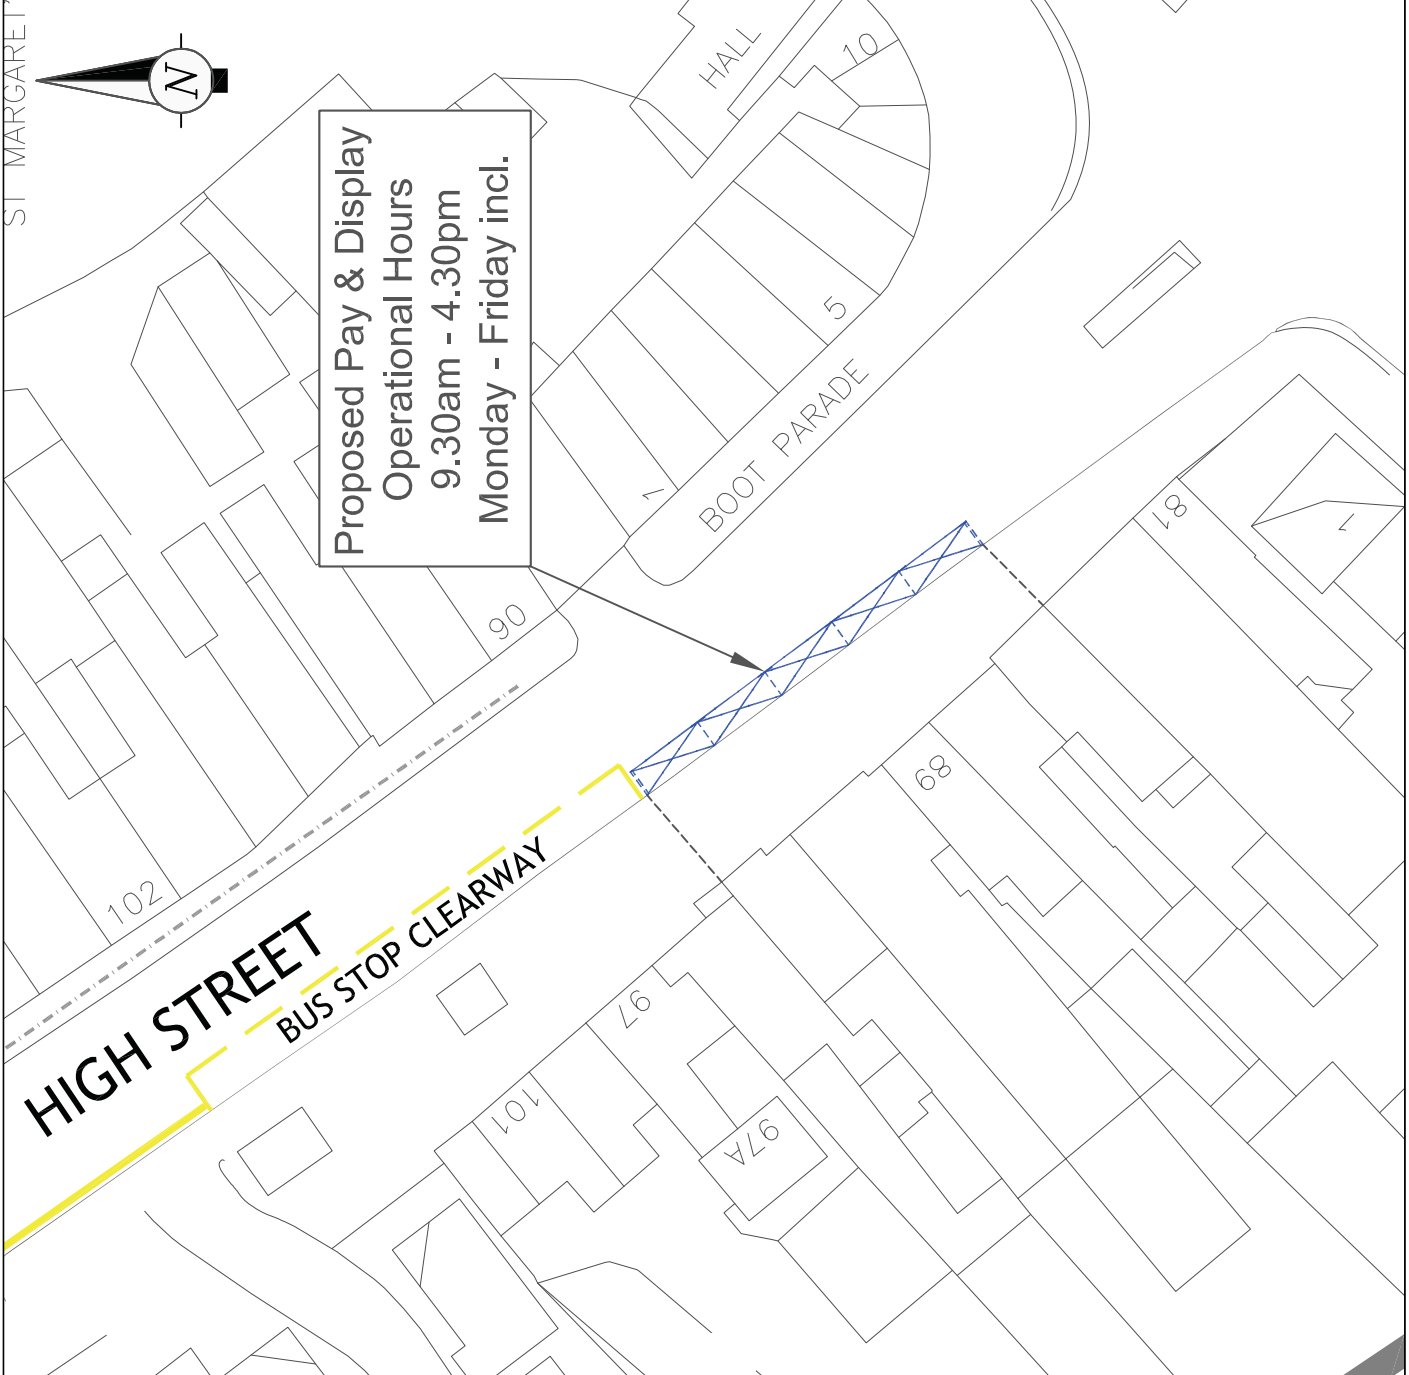 ST MARGARET
N
HALL
10
Proposed Pay & Display
Operational Hours
9.30am - 4.30pm
Monday - Friday incl.
5
BOOT PARADE
7
90
81
1
89
102
HIGH STREET
BUS STOP CLEARWAY
97
101
97A